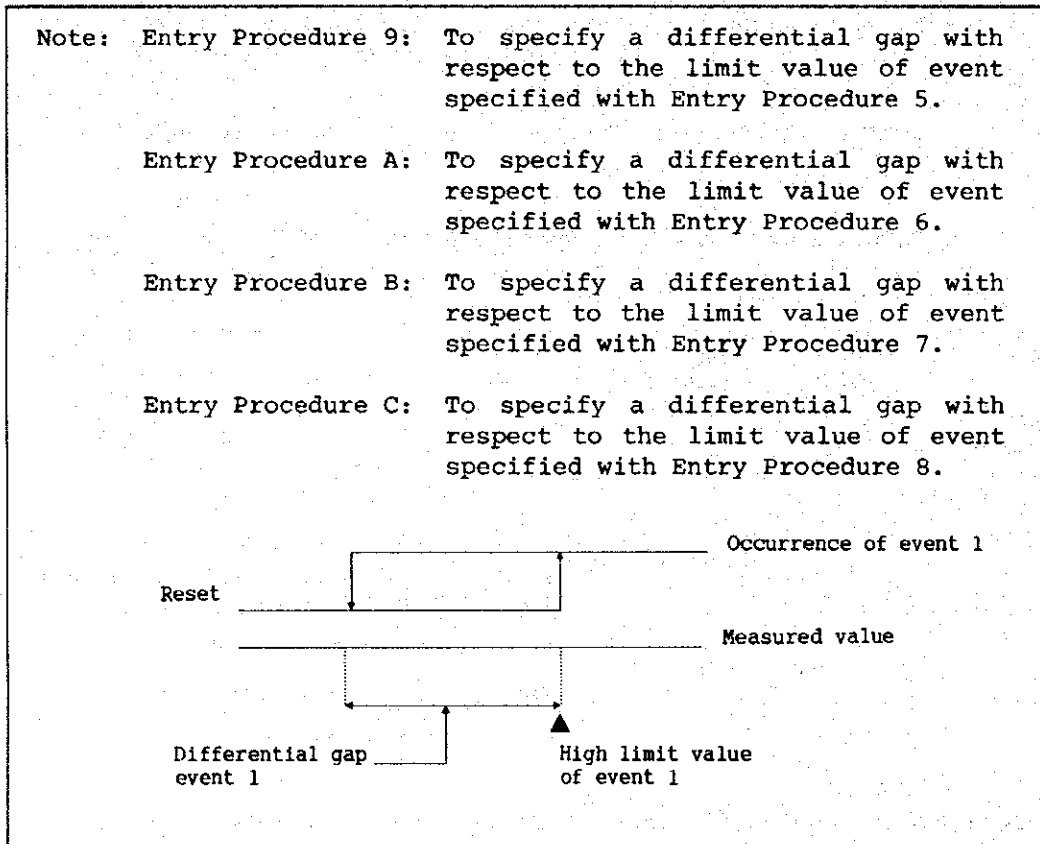 Note: Entry Procedure 9: To specify a differential gap with
respect to the limit value of event
specified with Entry Procedure 5.
Entry Procedure A: To specify a differential gap with
respect to the limit value of event
specified with Entry Procedure 6.
Entry Procedure B: To specify a differential gap with
respect to the limit value of event
specified with Entry Procedure 7.
Entry Procedure C: To specify a differential gap with
respect to the limit value of event
specified with Entry Procedure 8.
Occurrence of event 1
Reset
Measured value
Differential gap
event 1
High limit value
of event 1